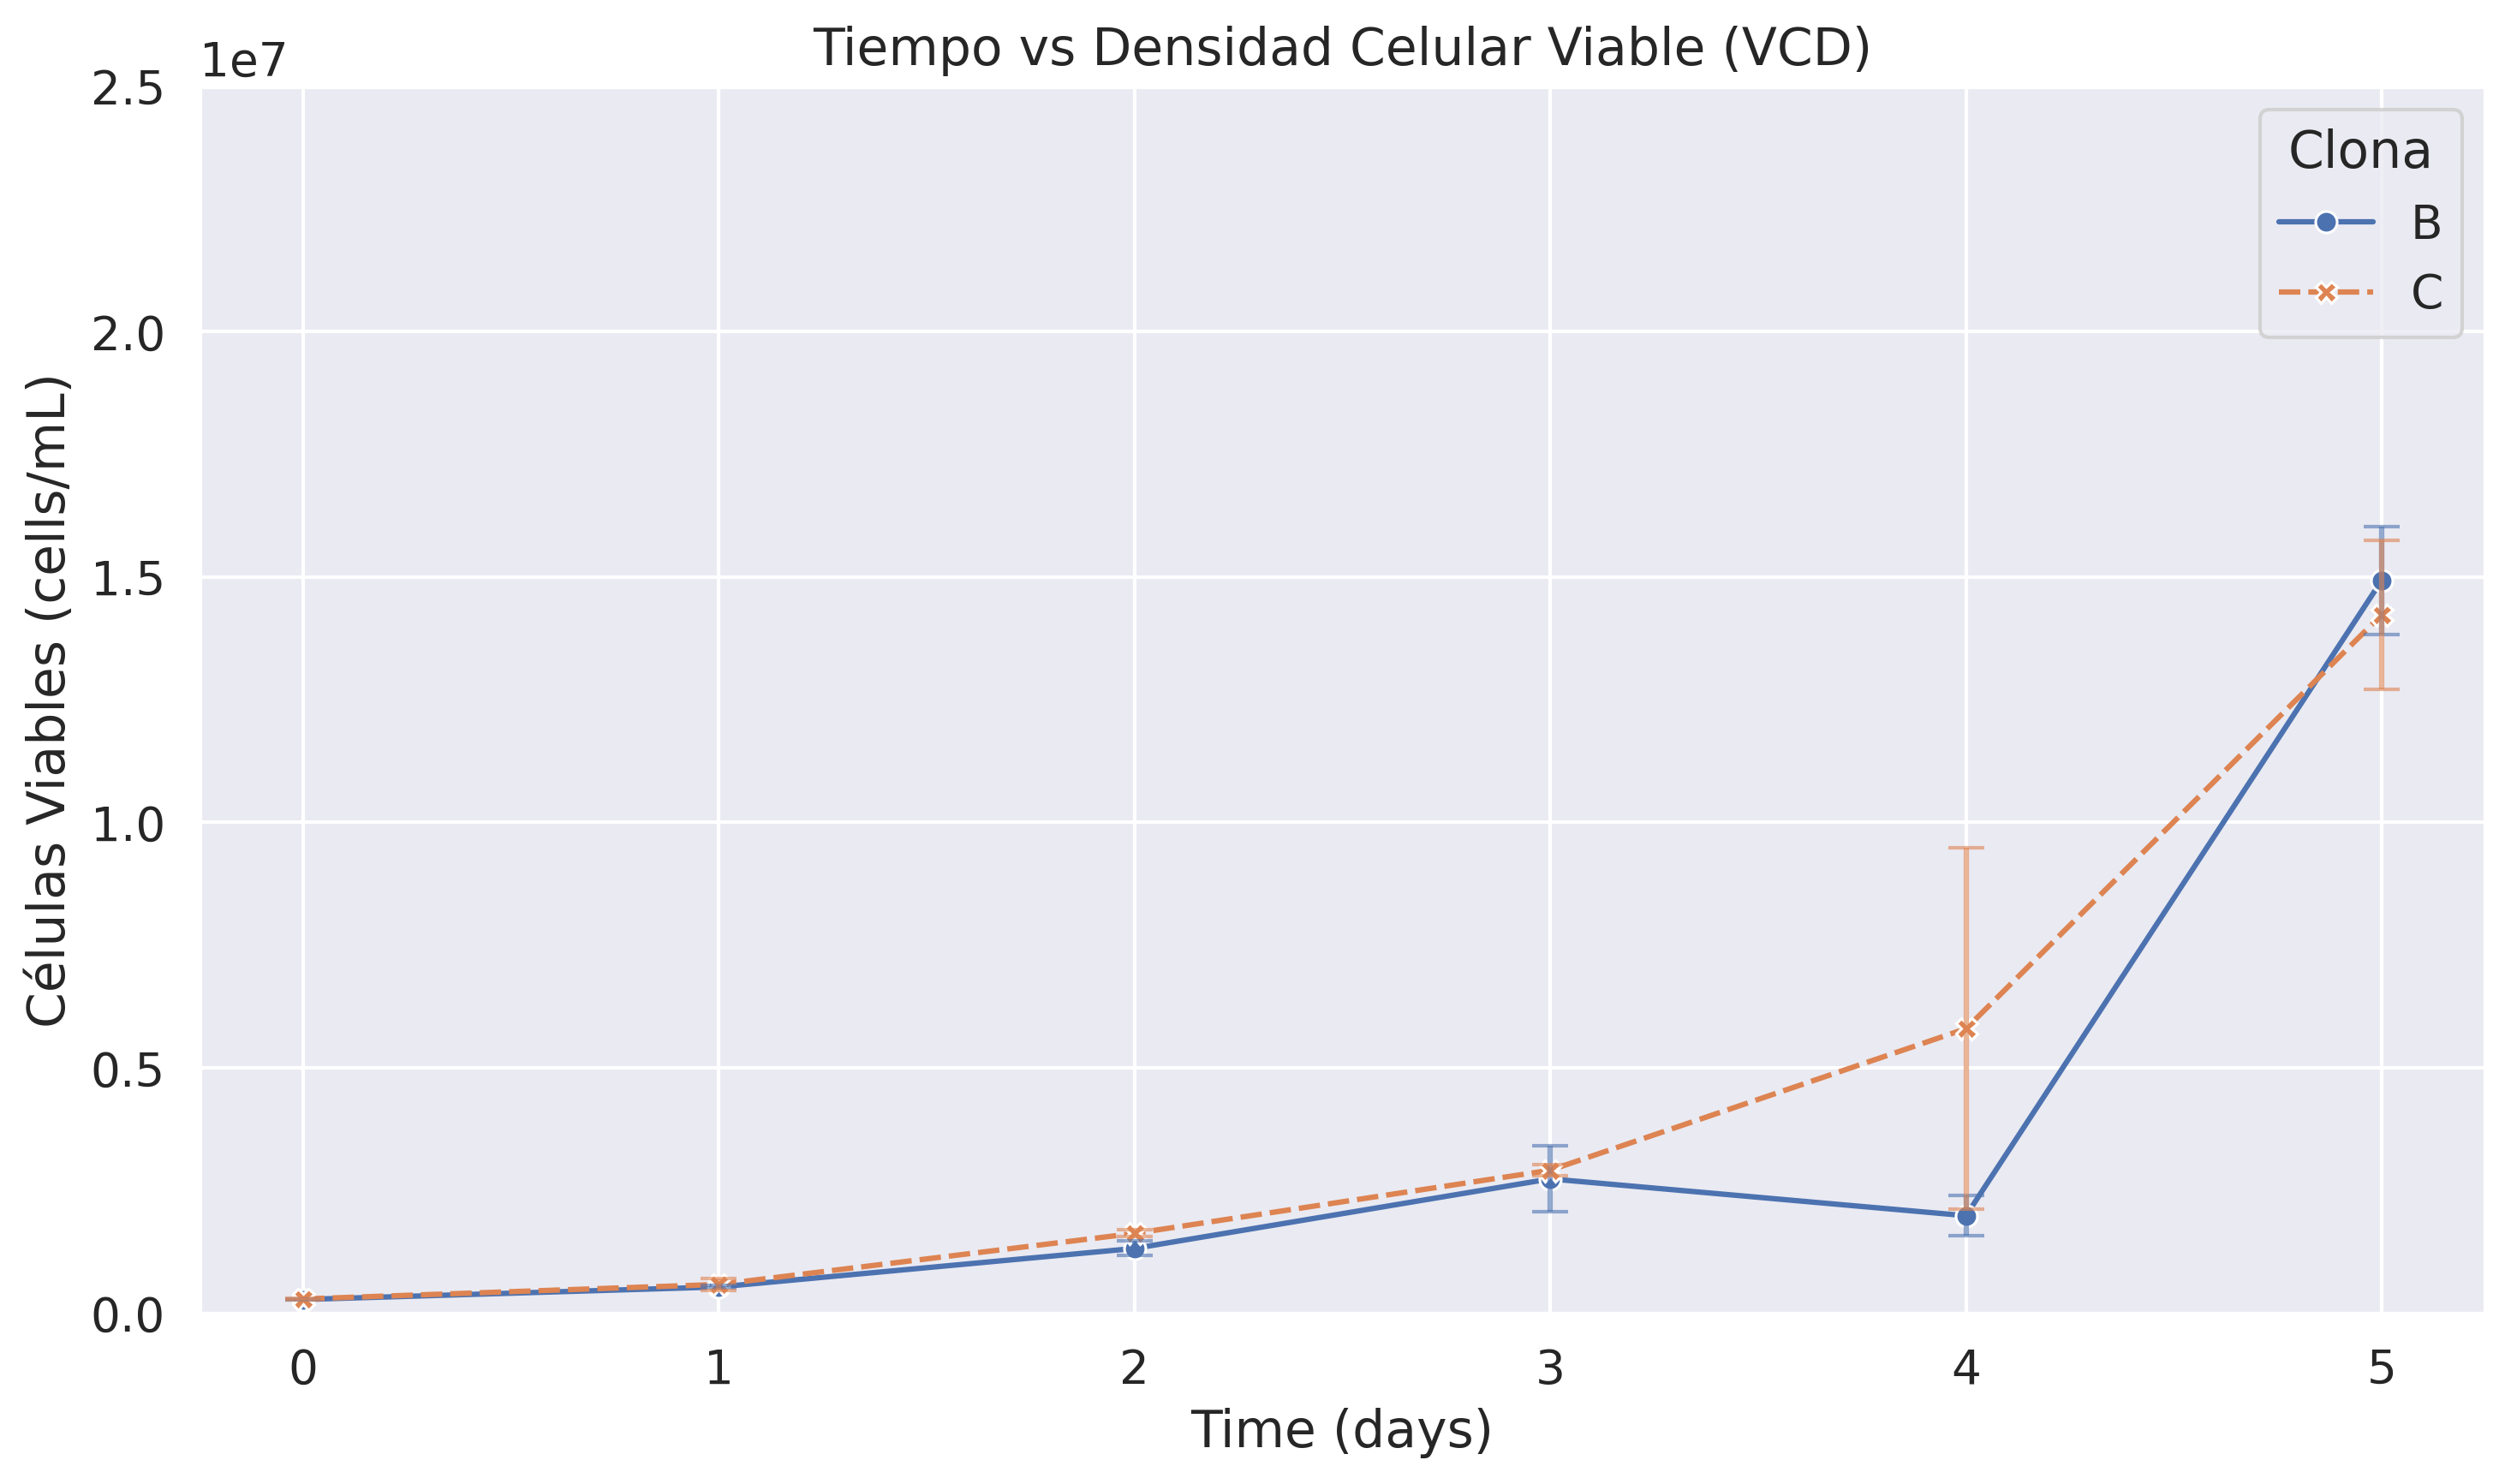 Tiempo vs Densidad Celular Viable (VCD)
1e7
2.5
2.0
1.5
1.0
0.5
0.0
Células Viables (cells/mL)
Clona
B
C
0 1 2 3 4 5
Time (days)